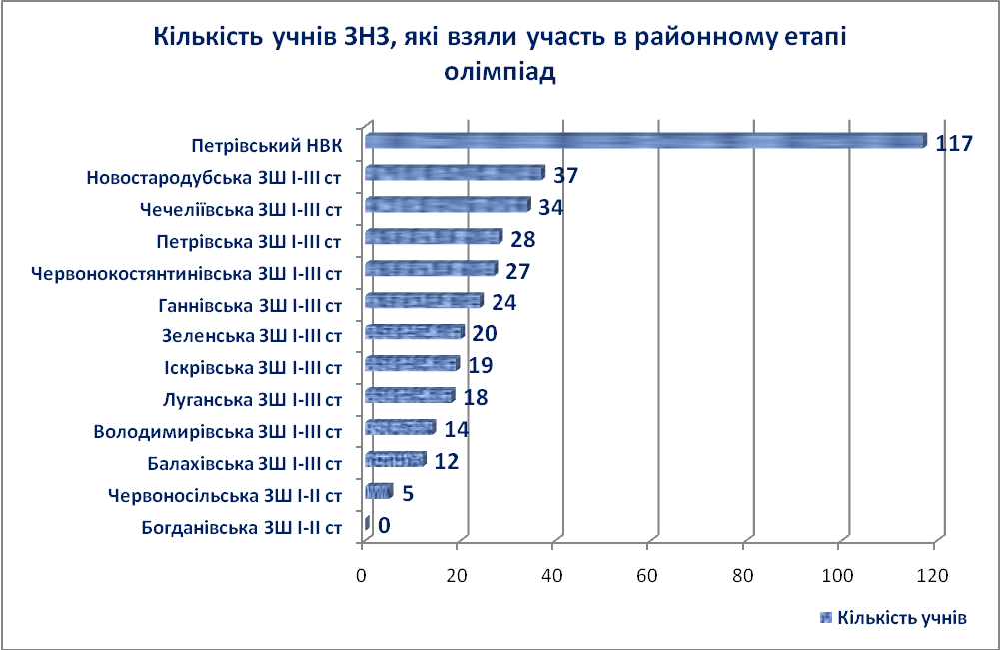 Кількість учнів ЗНЗ, які взяли участь в районному етапі
олімпіад
Петрівський НВК 117
Новостародубська ЗШ І-ІІІ ст 37
Чечеліївська ЗШ І-ІІІ ст 34
Петрівська ЗШ І-ІІІ ст 28
Червонокостянтинівська ЗШ І-ІІІ ст 27
Ганнівська ЗШ І-ІІІ ст 24
Зеленська ЗШ І-ІІІ ст 20
Іскрівська ЗШ І-ІІІ ст 19
Луганська ЗШ І-ІІІ ст 18
Володимирівська ЗШ І-ІІІ ст 14
Балахівська ЗШ І-ІІІ ст 12
Червоносільська ЗШ І-ІІ ст 5
Богданівська ЗШ І-ІІ ст 0
0 20 40 60 80 100 120
Кількість учнів